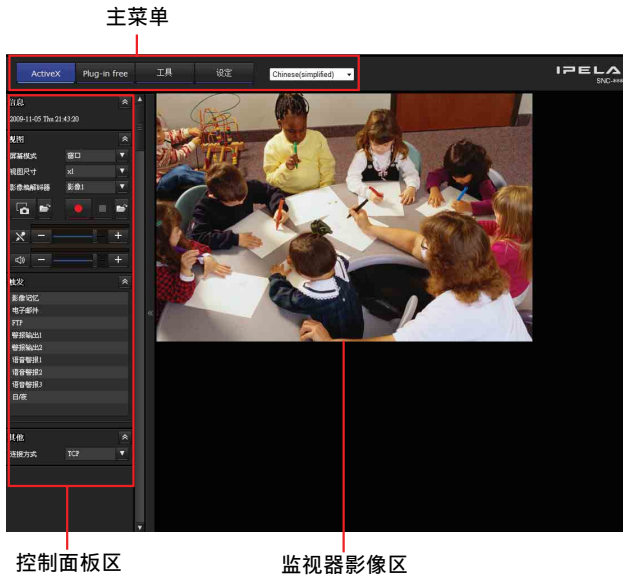 主菜单
ActiveX Plug-in free 工具 设定 Chinese(simplified)
IPELA
信息
2009-11-05 Thu 21:43:20
视图
屏幕模式 窗口
视图尺寸 x1
影像编解码器 影像1
触发
影像记忆
电子邮件
FTP
警报输出1
警报输出2
语音警报1
语音警报2
语音警报3
日/夜
其他
连接方式 TCP
控制面板区 监视器影像区